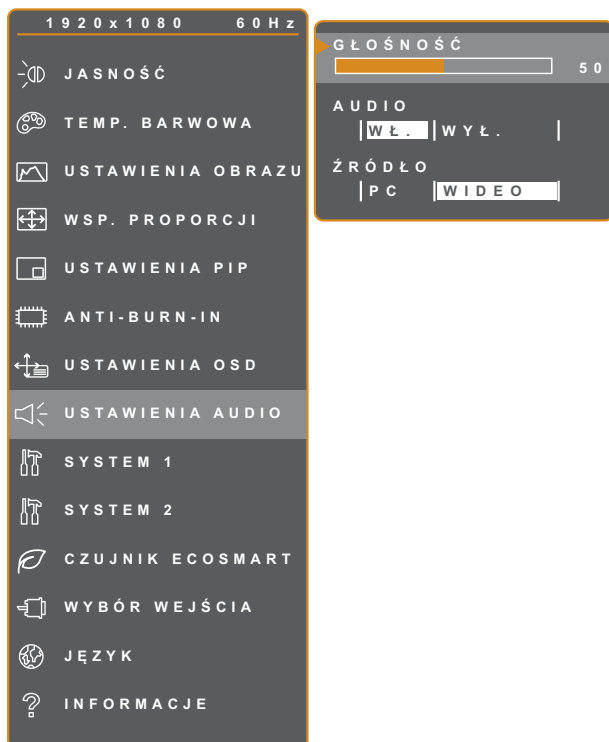 1920x1080 60Hz
JASNOŚĆ
TEMP. BARWOWA
USTAWIENIA OBRAZU
WSP. PROPORCJI
USTAWIENIA PIP
ANTI-BURN-IN
USTAWIENIA OSD
USTAWIENIA AUDIO
SYSTEM 1
SYSTEM 2
CZUJNIK ECOSMART
WYBÓR WEJŚCIA
JĘZYK
INFORMACJE
GŁOŚNOŚĆ
50
AUDIO
WŁ. WYŁ.
ŹRÓDŁO
PC WIDEO